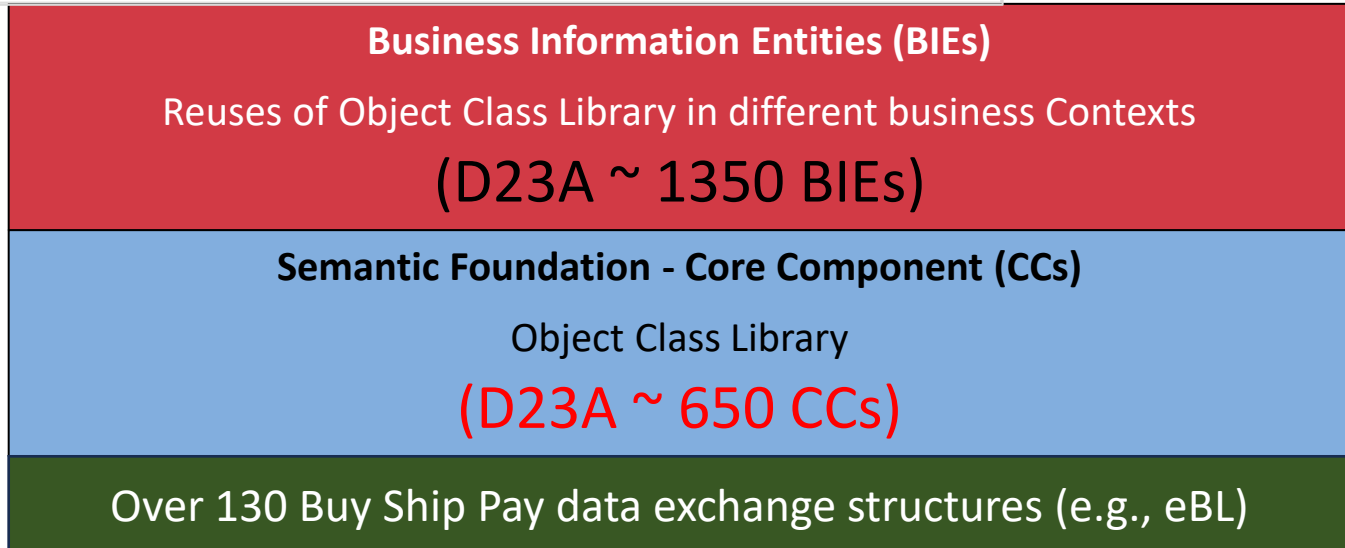 Business Information Entities (BIEs)
Reuses of Object Class Library in different business Contexts
(D23A ~ 1350 BIEs)
Semantic Foundation - Core Component (CCs)
Object Class Library
(D23A ~ 650 CCs)
Over 130 Buy Ship Pay data exchange structures (e.g., eBL)